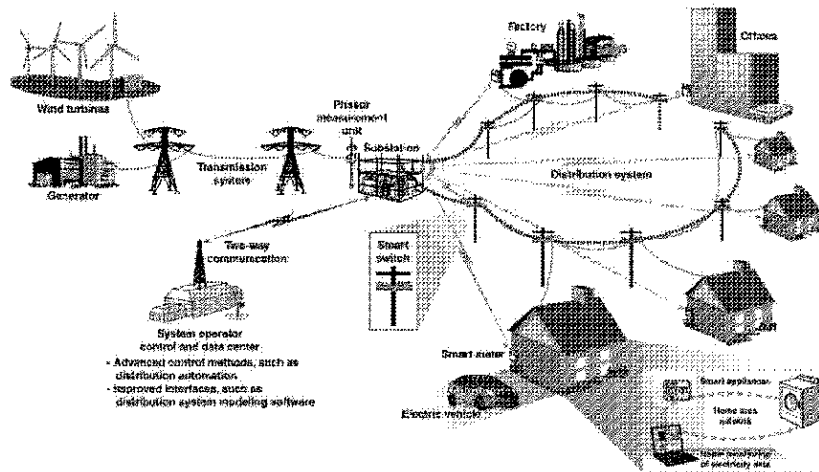 Factory
Offices
Wind turbines
Phasor
measurement
unit
Substation
Transmission
system
Generator
Distribution system
Two-way
communication
Smart
switch
System operator
control and data center
- Advanced control methods, such as
distribution automation
- Improved interfaces, such as
distribution system modeling software
Smart meter
Electric vehicle
Smart appliances
Home area
network
Home monitoring
of electricity data